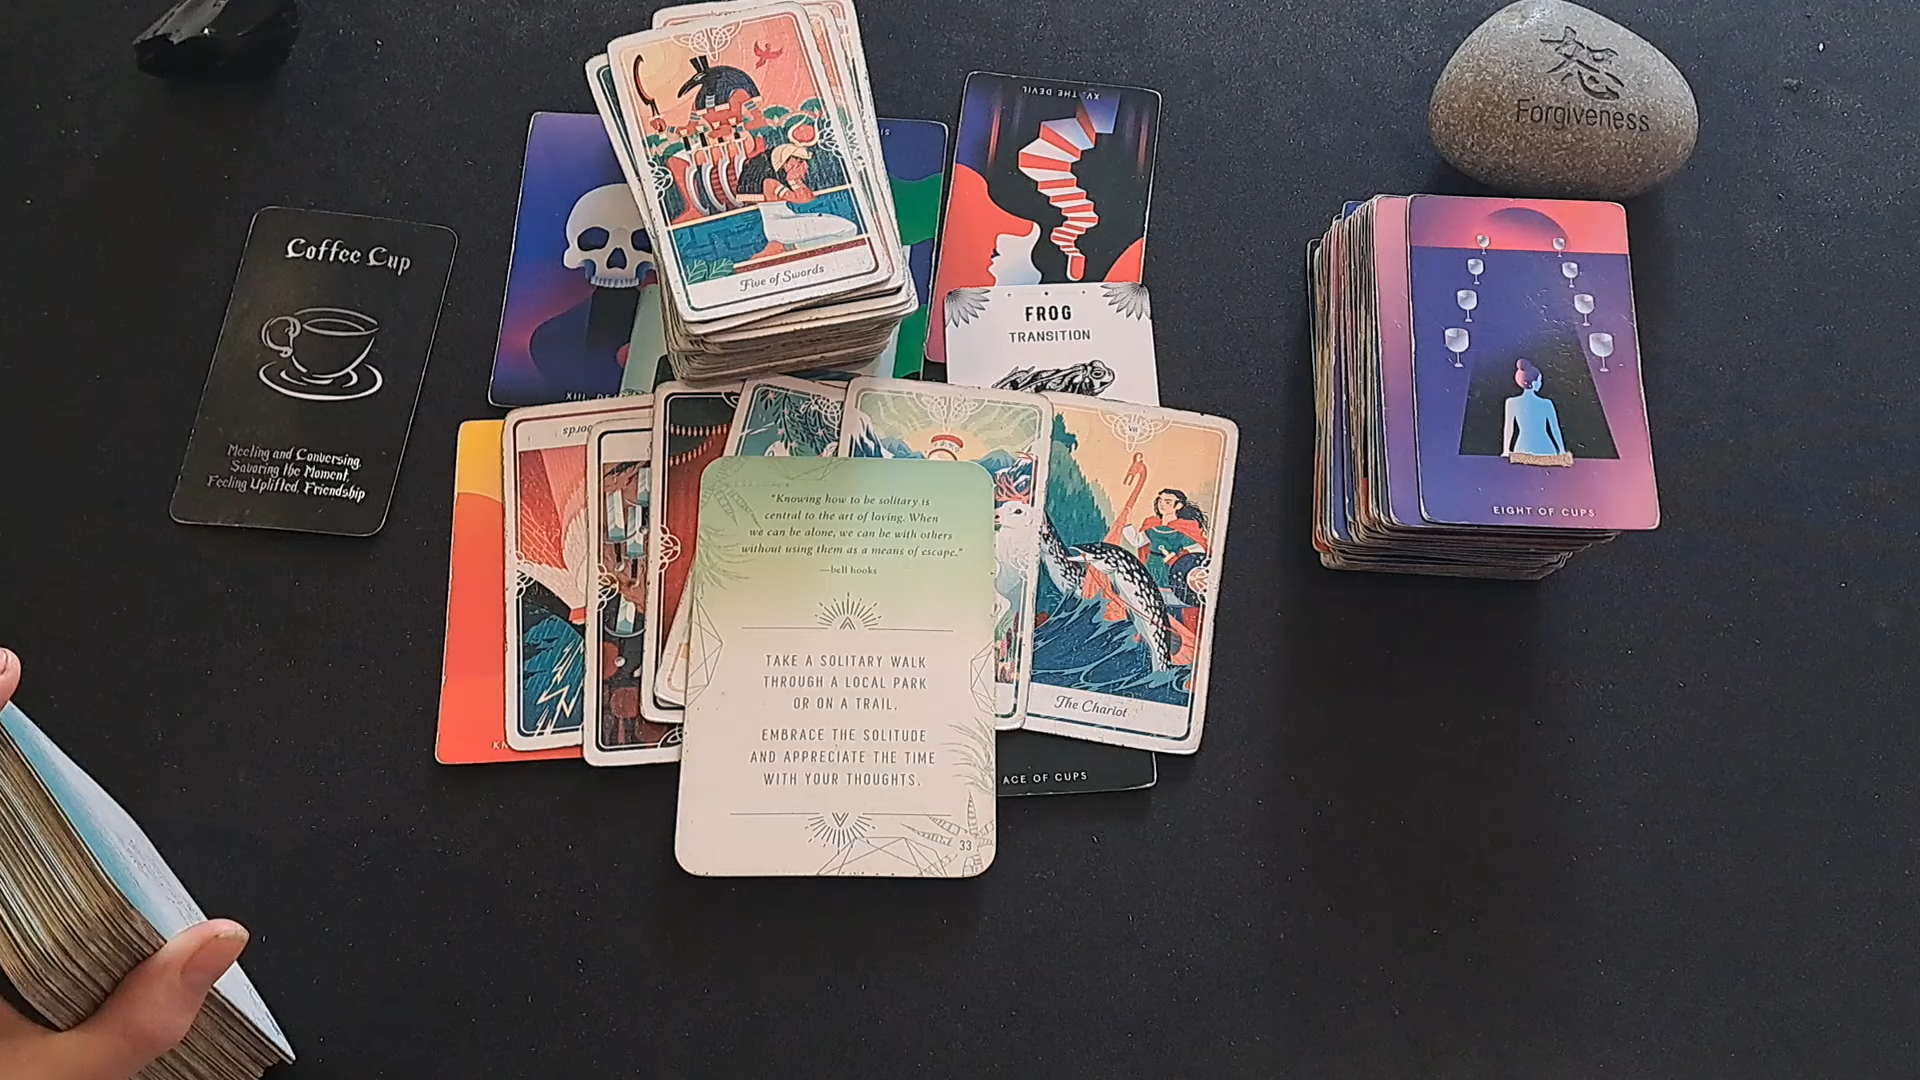 Coffee Cup
Meeting and Conversing,
Savoring the Moment,
Feeling Uplifted, Friendship
Five of Swords
XV. THE DEVIL
FROG
TRANSITION
Forgiveness
EIGHT OF CUPS
VII
The Chariot
ACE OF CUPS
"Knowing how to be solitary is
central to the art of loving. When
we can be alone, we can be with others
without using them as a means of escape."
—bell hooks
TAKE A SOLITARY WALK
THROUGH A LOCAL PARK
OR ON A TRAIL.
EMBRACE THE SOLITUDE
AND APPRECIATE THE TIME
WITH YOUR THOUGHTS.
33